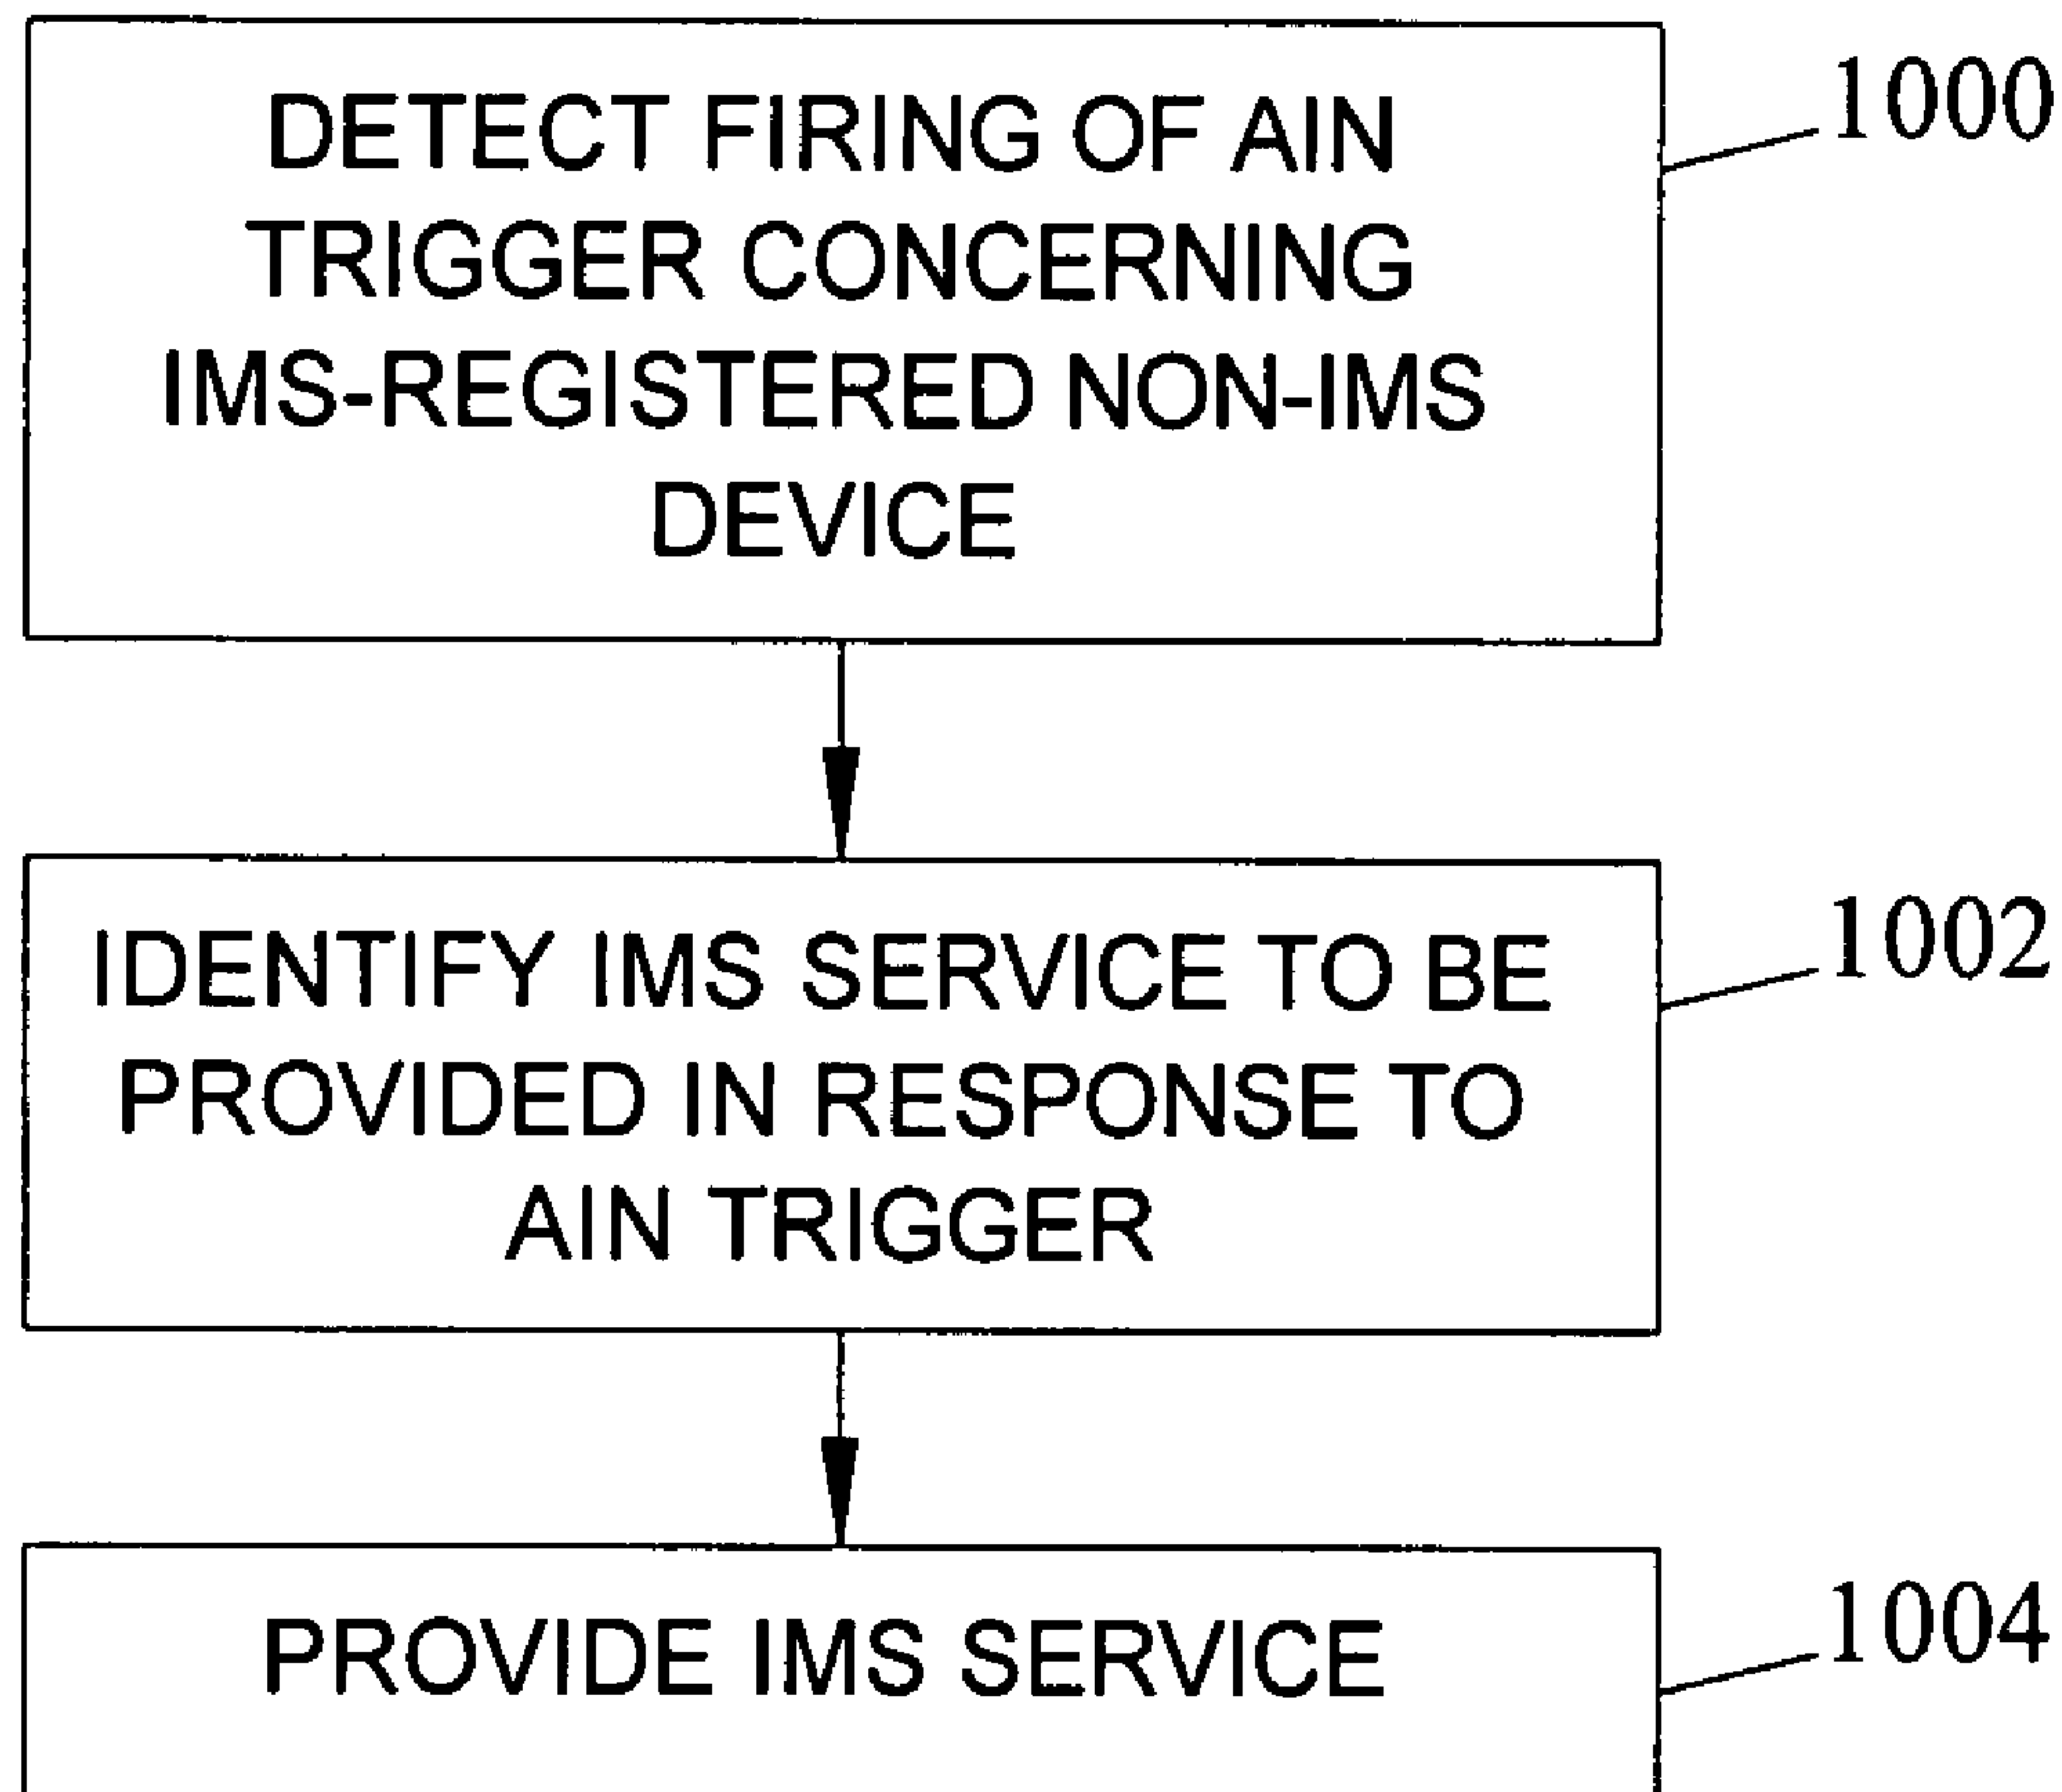 DETECT FIRING OF AIN
TRIGGER CONCERNING
IMS-REGISTERED NON-IMS
DEVICE
1000
IDENTIFY IMS SERVICE TO BE
PROVIDED IN RESPONSE TO
AIN TRIGGER
1002
PROVIDE IMS SERVICE
1004